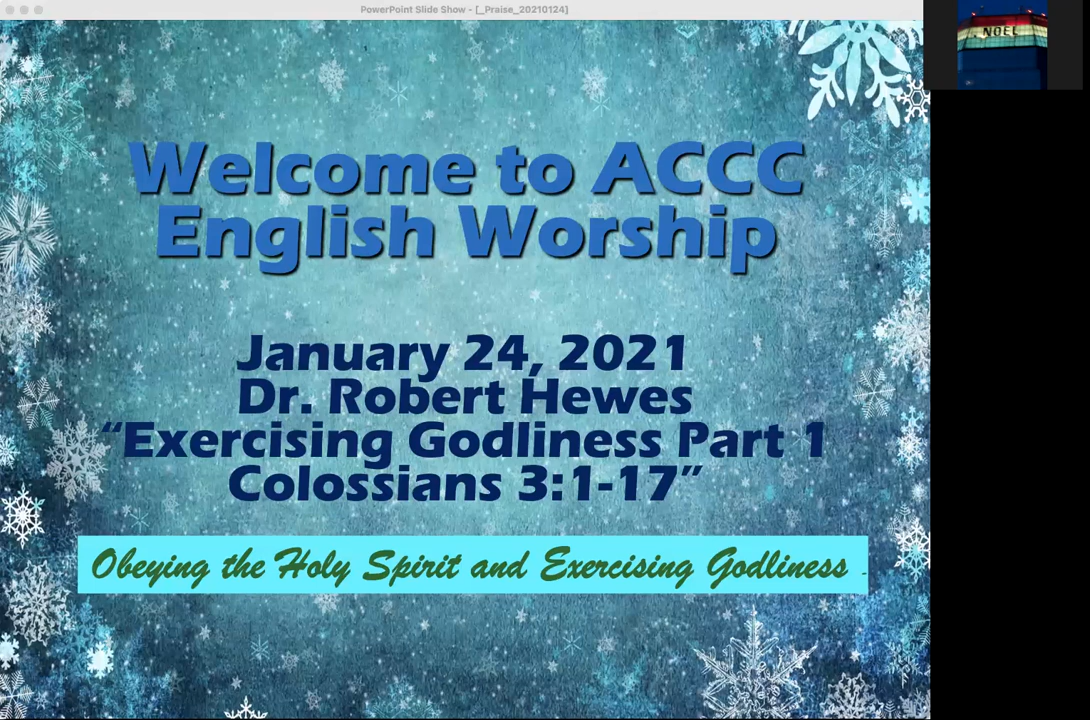 PowerPoint Slide Show - [_Praise_20210124]
NOEL
Welcome to ACCC
English Worship
January 24, 2021
Dr. Robert Hewes
“Exercising Godliness Part 1
Colossians 3:1-17”
Obeying the Holy Spirit and Exercising Godliness